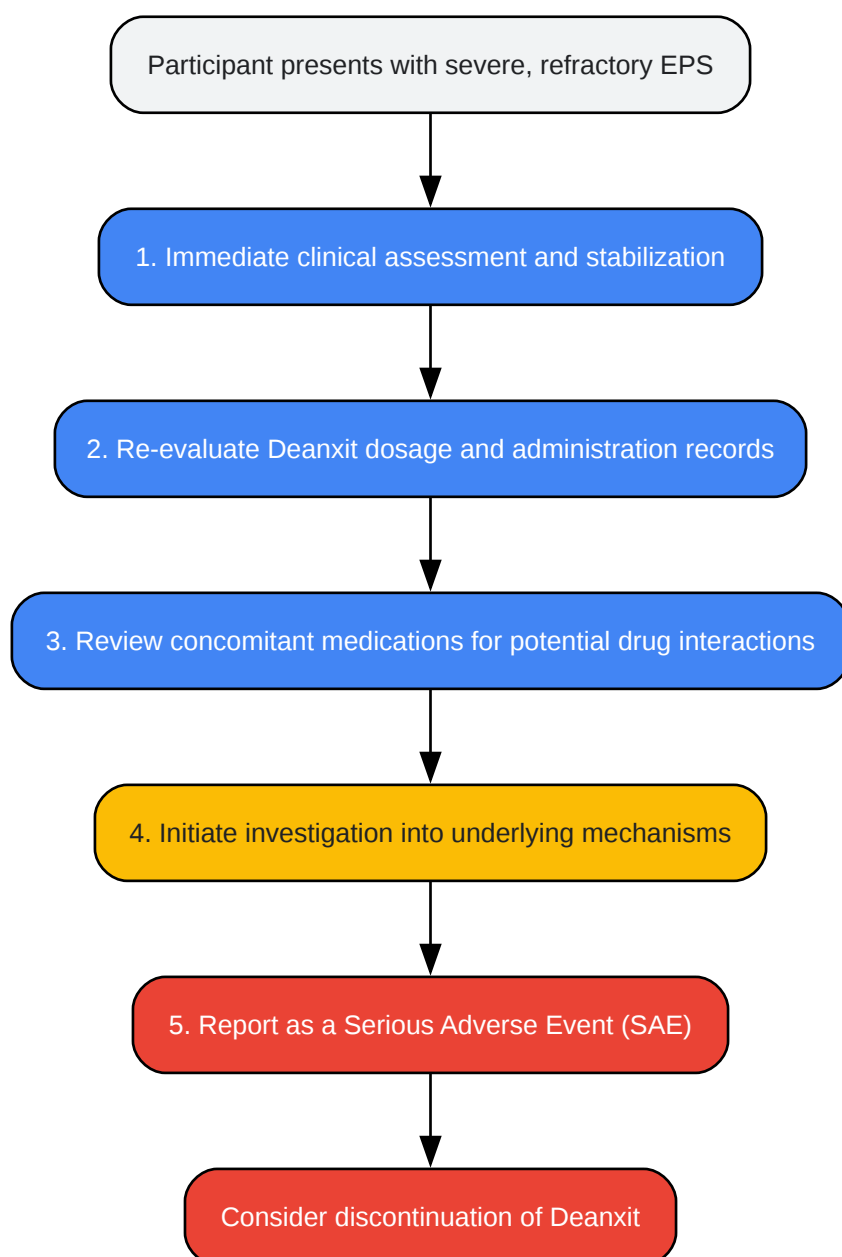 Participant presents with severe, refractory EPS
1. Immediate clinical assessment and stabilization
2. Re-evaluate Deanxit dosage and administration records
3. Review concomitant medications for potential drug interactions
4. Initiate investigation into underlying mechanisms
5. Report as a Serious Adverse Event (SAE)
Consider discontinuation of Deanxit